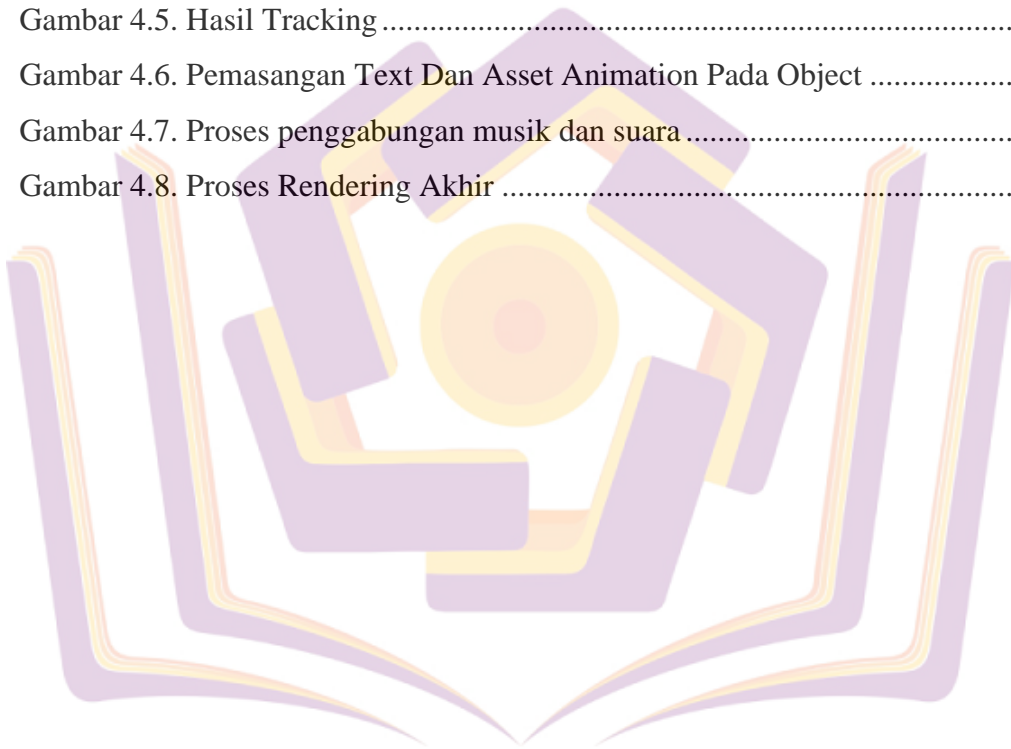 Gambar 4.5. Hasil Tracking ........................................................................................
Gambar 4.6. Pemasangan Text Dan Asset Animation Pada Object ....................
Gambar 4.7. Proses penggabungan musik dan suara ..............................................
Gambar 4.8. Proses Rendering Akhir ........................................................................